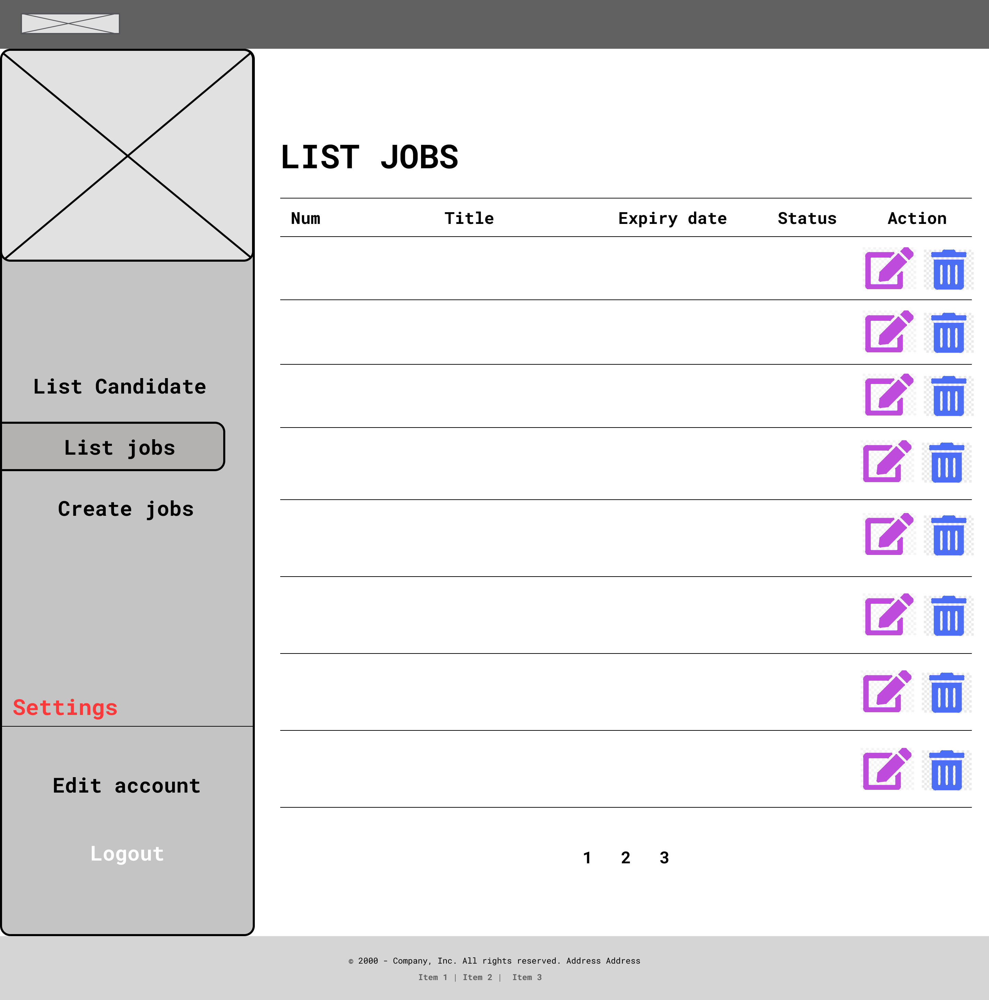 LIST JOBS
Num Title Expiry date Status Action
List Candidate
List jobs
Create jobs
Settings
Edit account
Logout
1 2 3
© 2000 - Company, Inc. All rights reserved. Address Address
Item 1 | Item 2 | Item 3